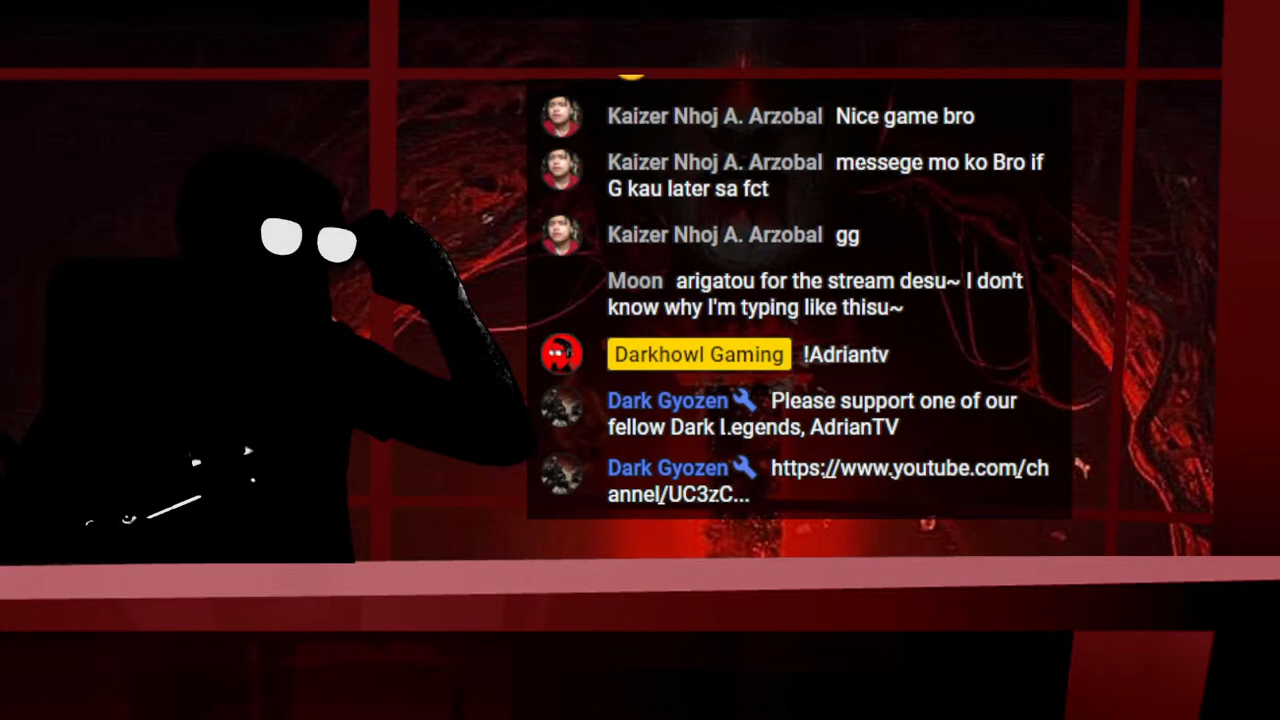 Kaizer Nhoj A. Arzobal Nice game bro
Kaizer Nhoj A. Arzobal messege mo ko Bro if
G kau later sa fct
Kaizer Nhoj A. Arzobal gg
Moon arigatou for the stream desu~ I don't
know why I'm typing like thisu~
Darkhowl Gaming !Adriantv
Dark Gyozen Please support one of our
fellow Dark Legends, AdrianTV
Dark Gyozen https://www.youtube.com/ch
annel/UC3zC...